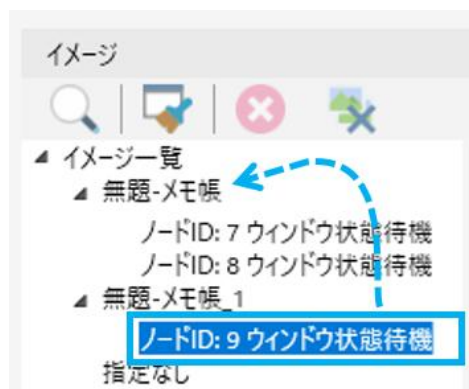 イメージ
イメージ一覧
無題-メモ帳
ノードID: 7 ウィンドウ状態待機
ノードID: 8 ウィンドウ状態待機
無題-メモ帳_1
ノードID: 9 ウィンドウ状態待機
指定なし